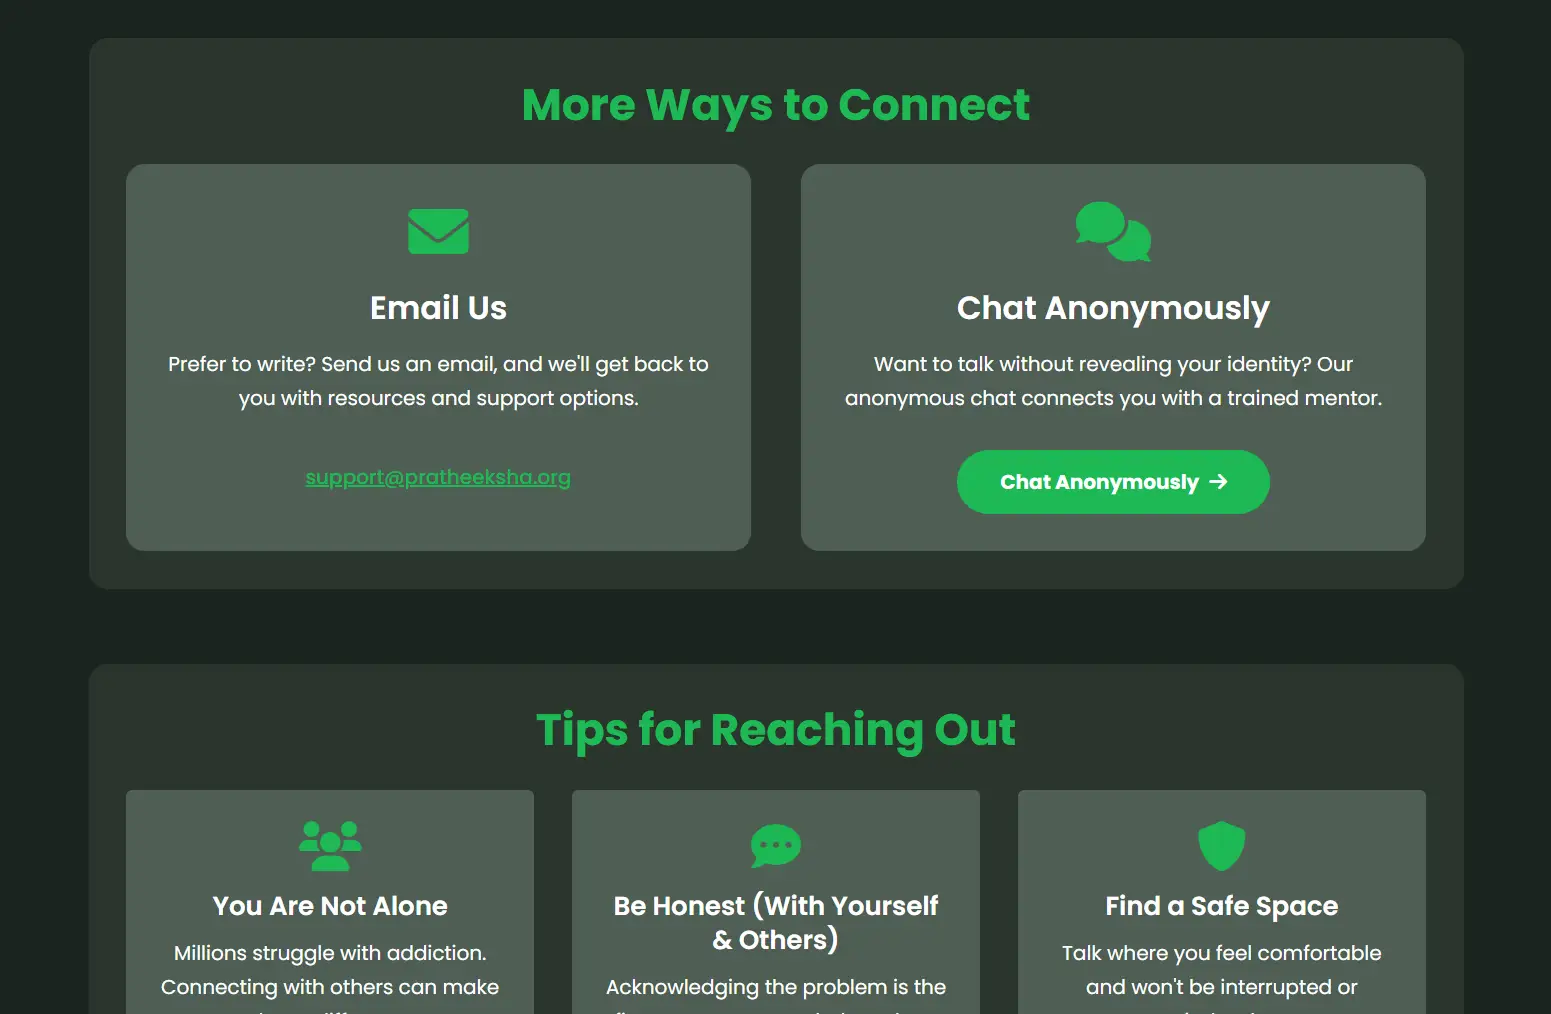 More Ways to Connect
Email Us
Prefer to write? Send us an email, and we'll get back to
you with resources and support options.
support@pratheeksha.org
Chat Anonymously
Want to talk without revealing your identity? Our
anonymous chat connects you with a trained mentor.
Chat Anonymously →
Tips for Reaching Out
You Are Not Alone
Millions struggle with addiction.
Connecting with others can make
Be Honest (With Yourself
& Others)
Acknowledging the problem is the
Find a Safe Space
Talk where you feel comfortable
and won't be interrupted or